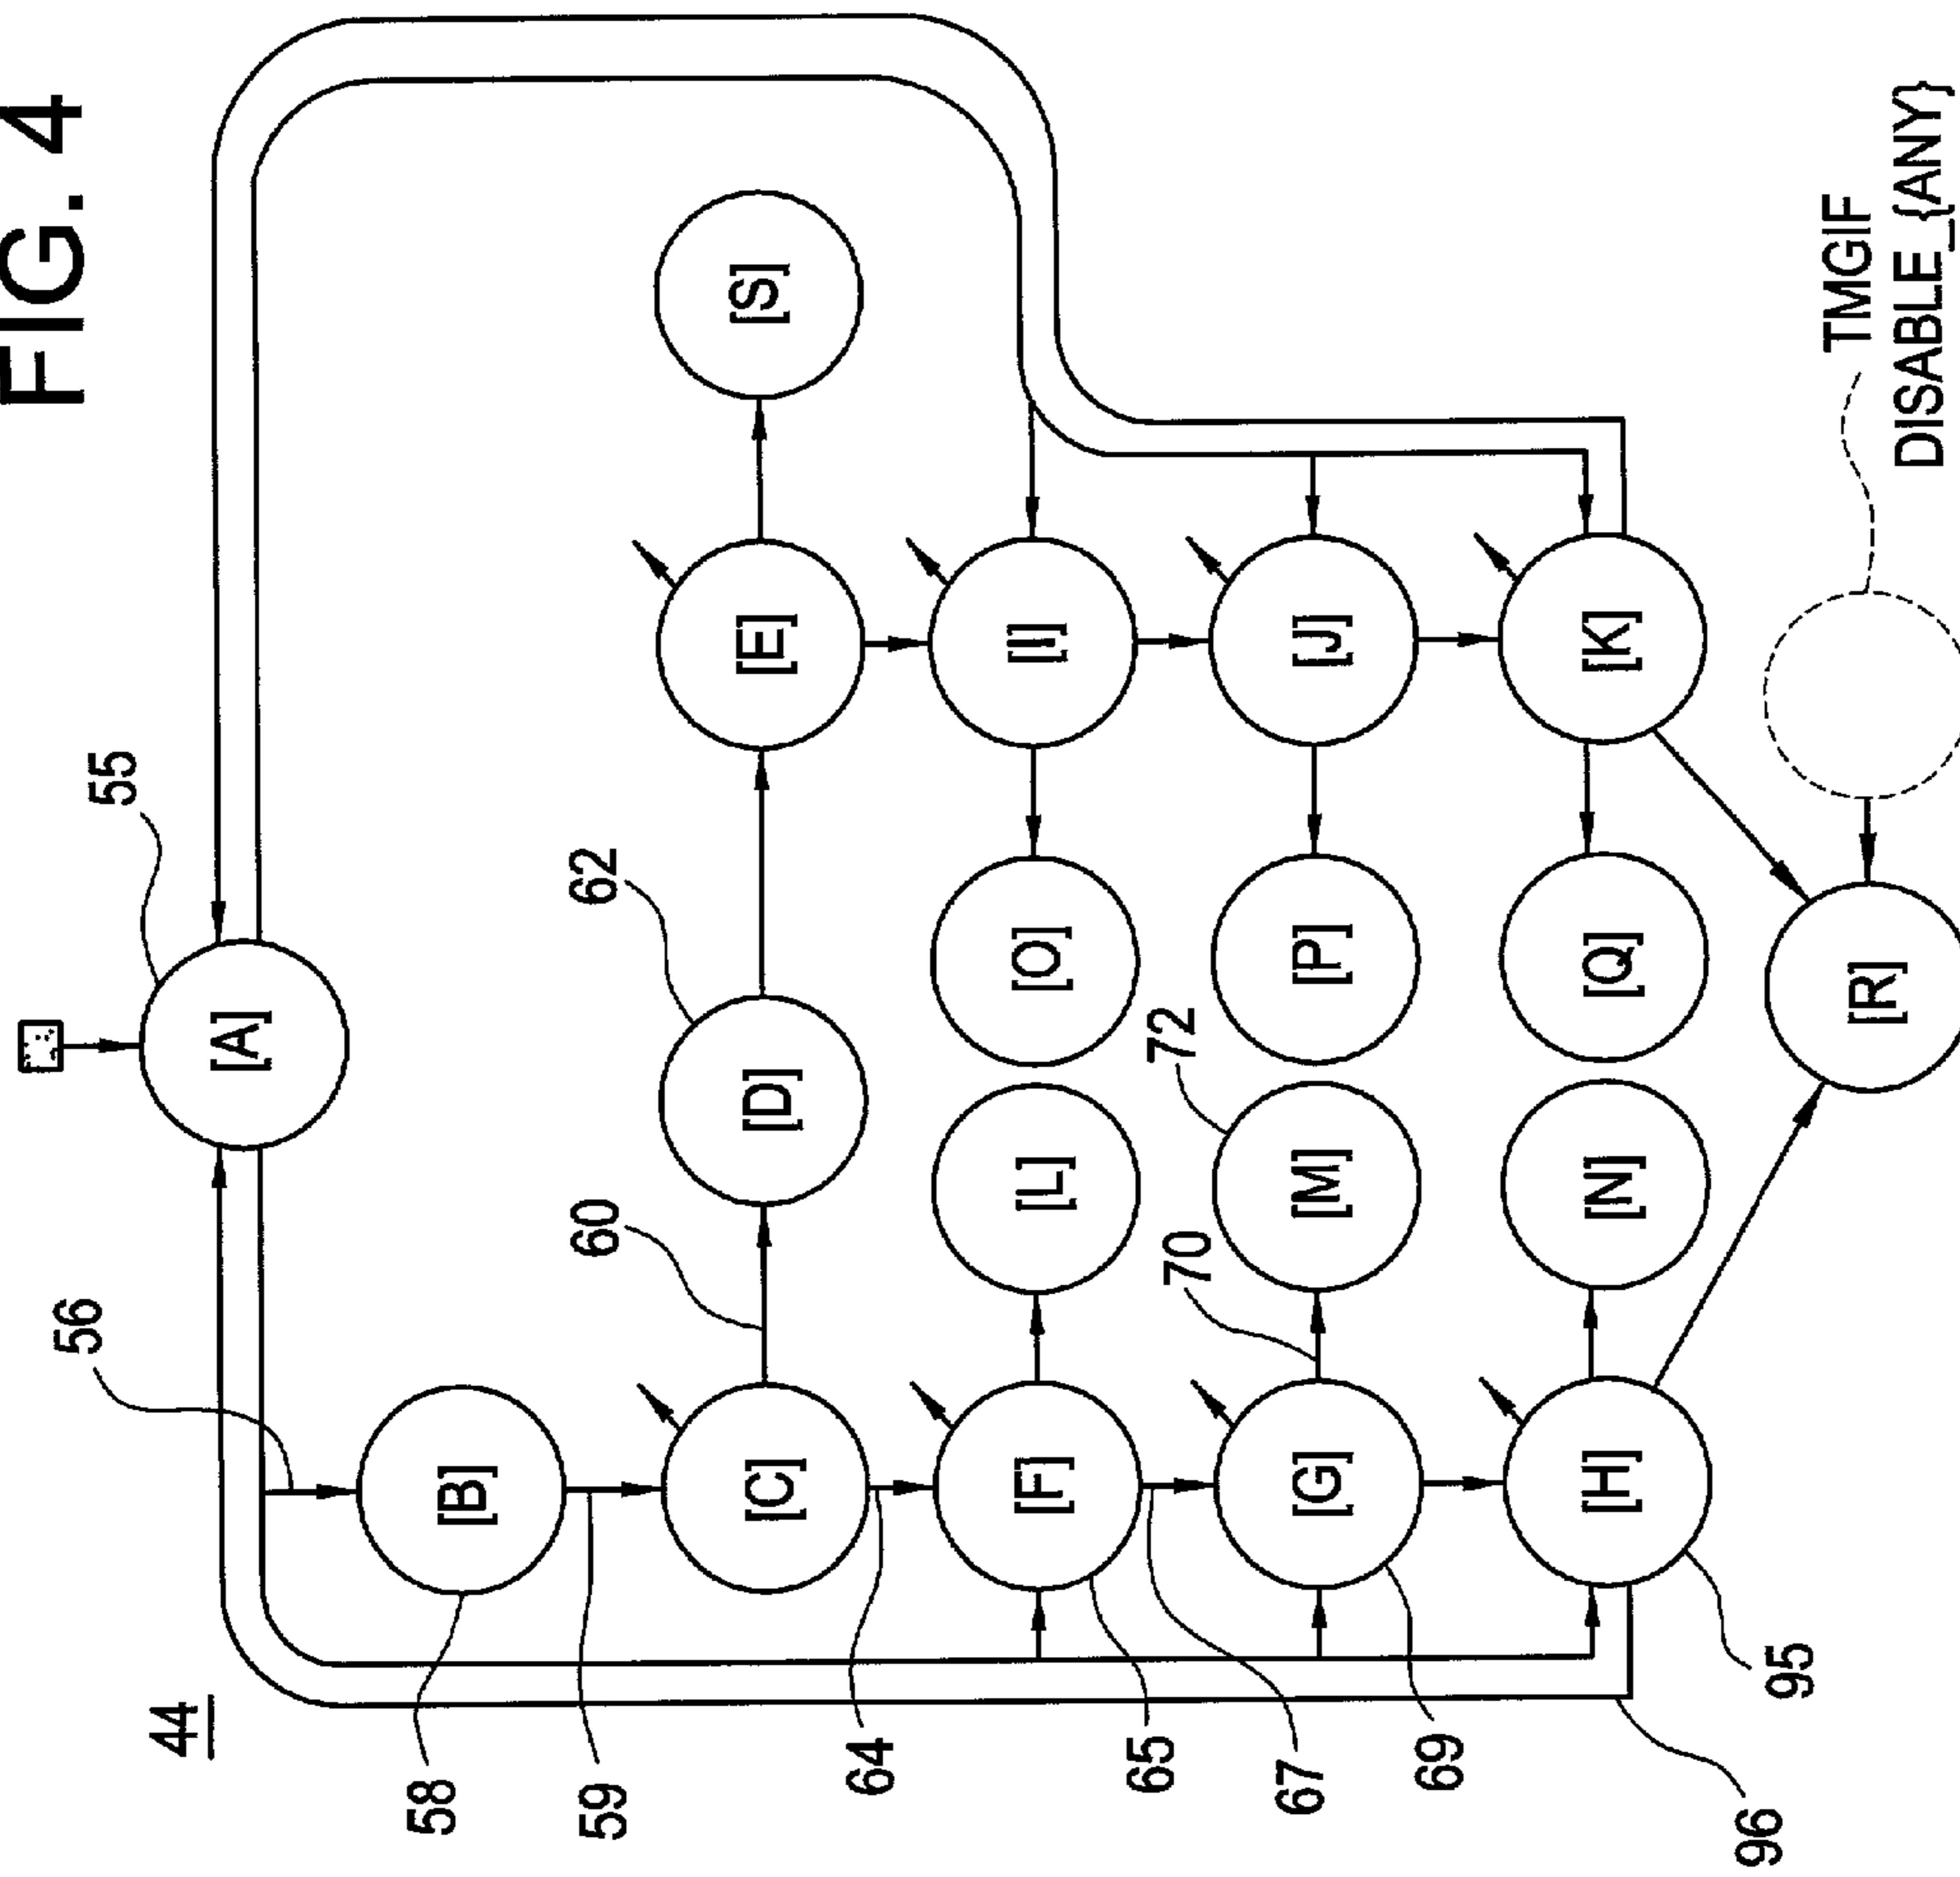 FIG. 4
44
55
56
[A]
58
[B]
59
60
62
[C]
[D]
[E]
[S]
64
65
[F]
[L]
[O]
[I]
67
69
70
72
[G]
[M]
[P]
[J]
95
96
[H]
[N]
[Q]
[K]
[R]
TMGIF
DISABLE_{ANY}